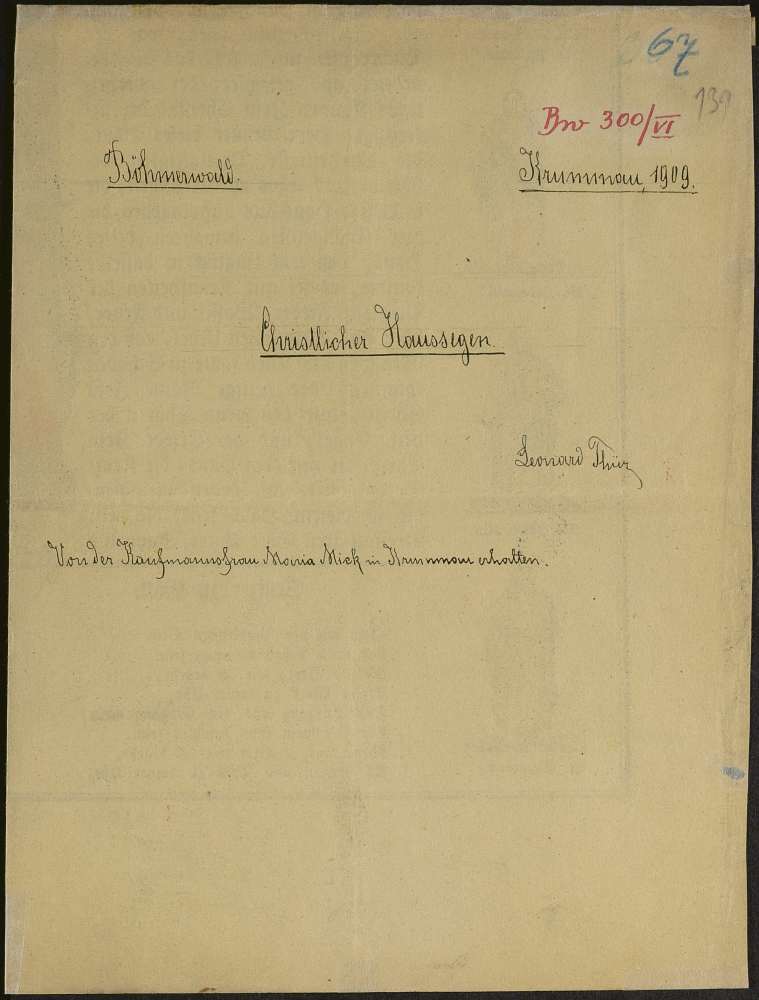 67
139
Bw 300/VI
Böhmerwald.
Krummau, 1909.
Christlicher Haussegen.
Leonard Thür
Von der Kaufmannsfrau Maria Mick in Krummau erhalten.